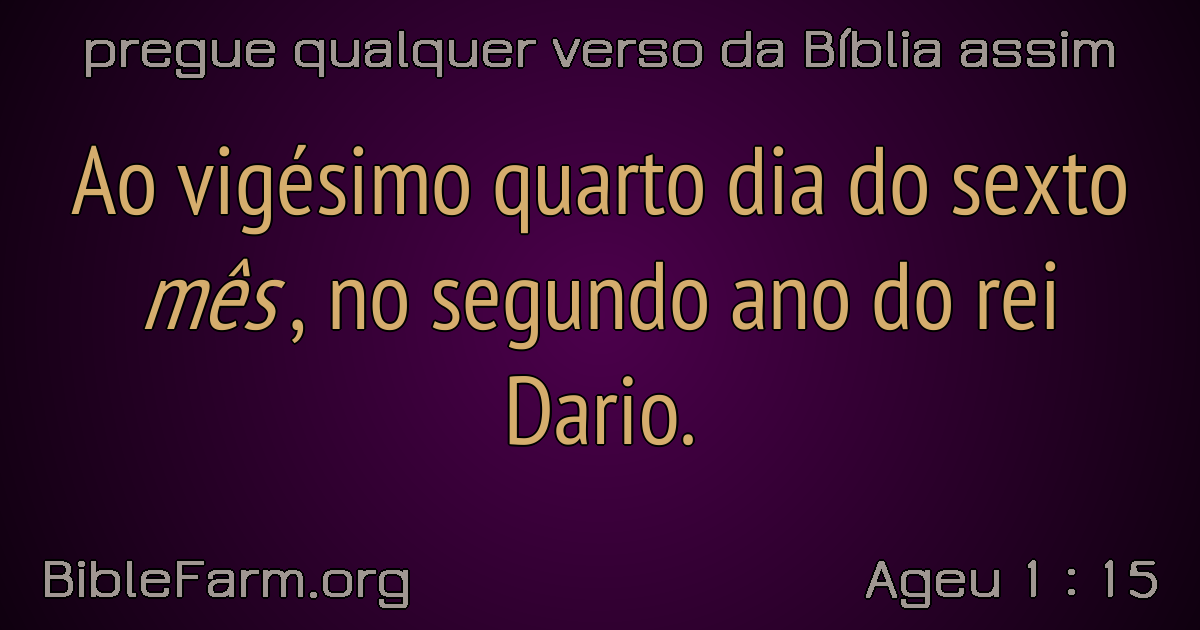 pregue qualquer verso da Bíblia assim
Ao vigésimo quarto dia do sexto
mês, no segundo ano do rei
Dario.
BibleFarm.org
Ageu 1 : 15